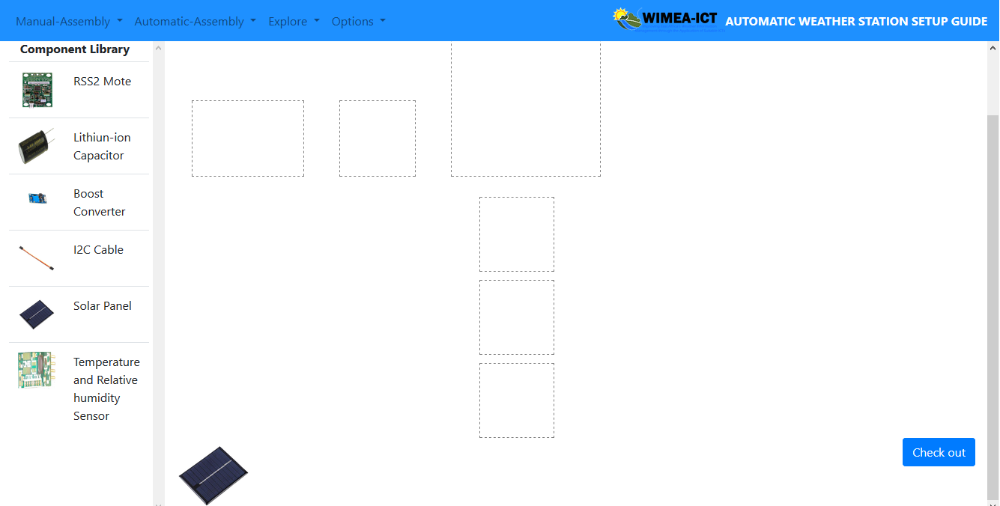 Manual-Assembly Automatic-Assembly Explore Options WIMEA-ICT AUTOMATIC WEATHER STATION SETUP GUIDE
Component Library
RSS2 Mote
Lithiun-ion
Capacitor
Boost
Converter
I2C Cable
Solar Panel
Temperature
and Relative
humidity
Sensor
Check out